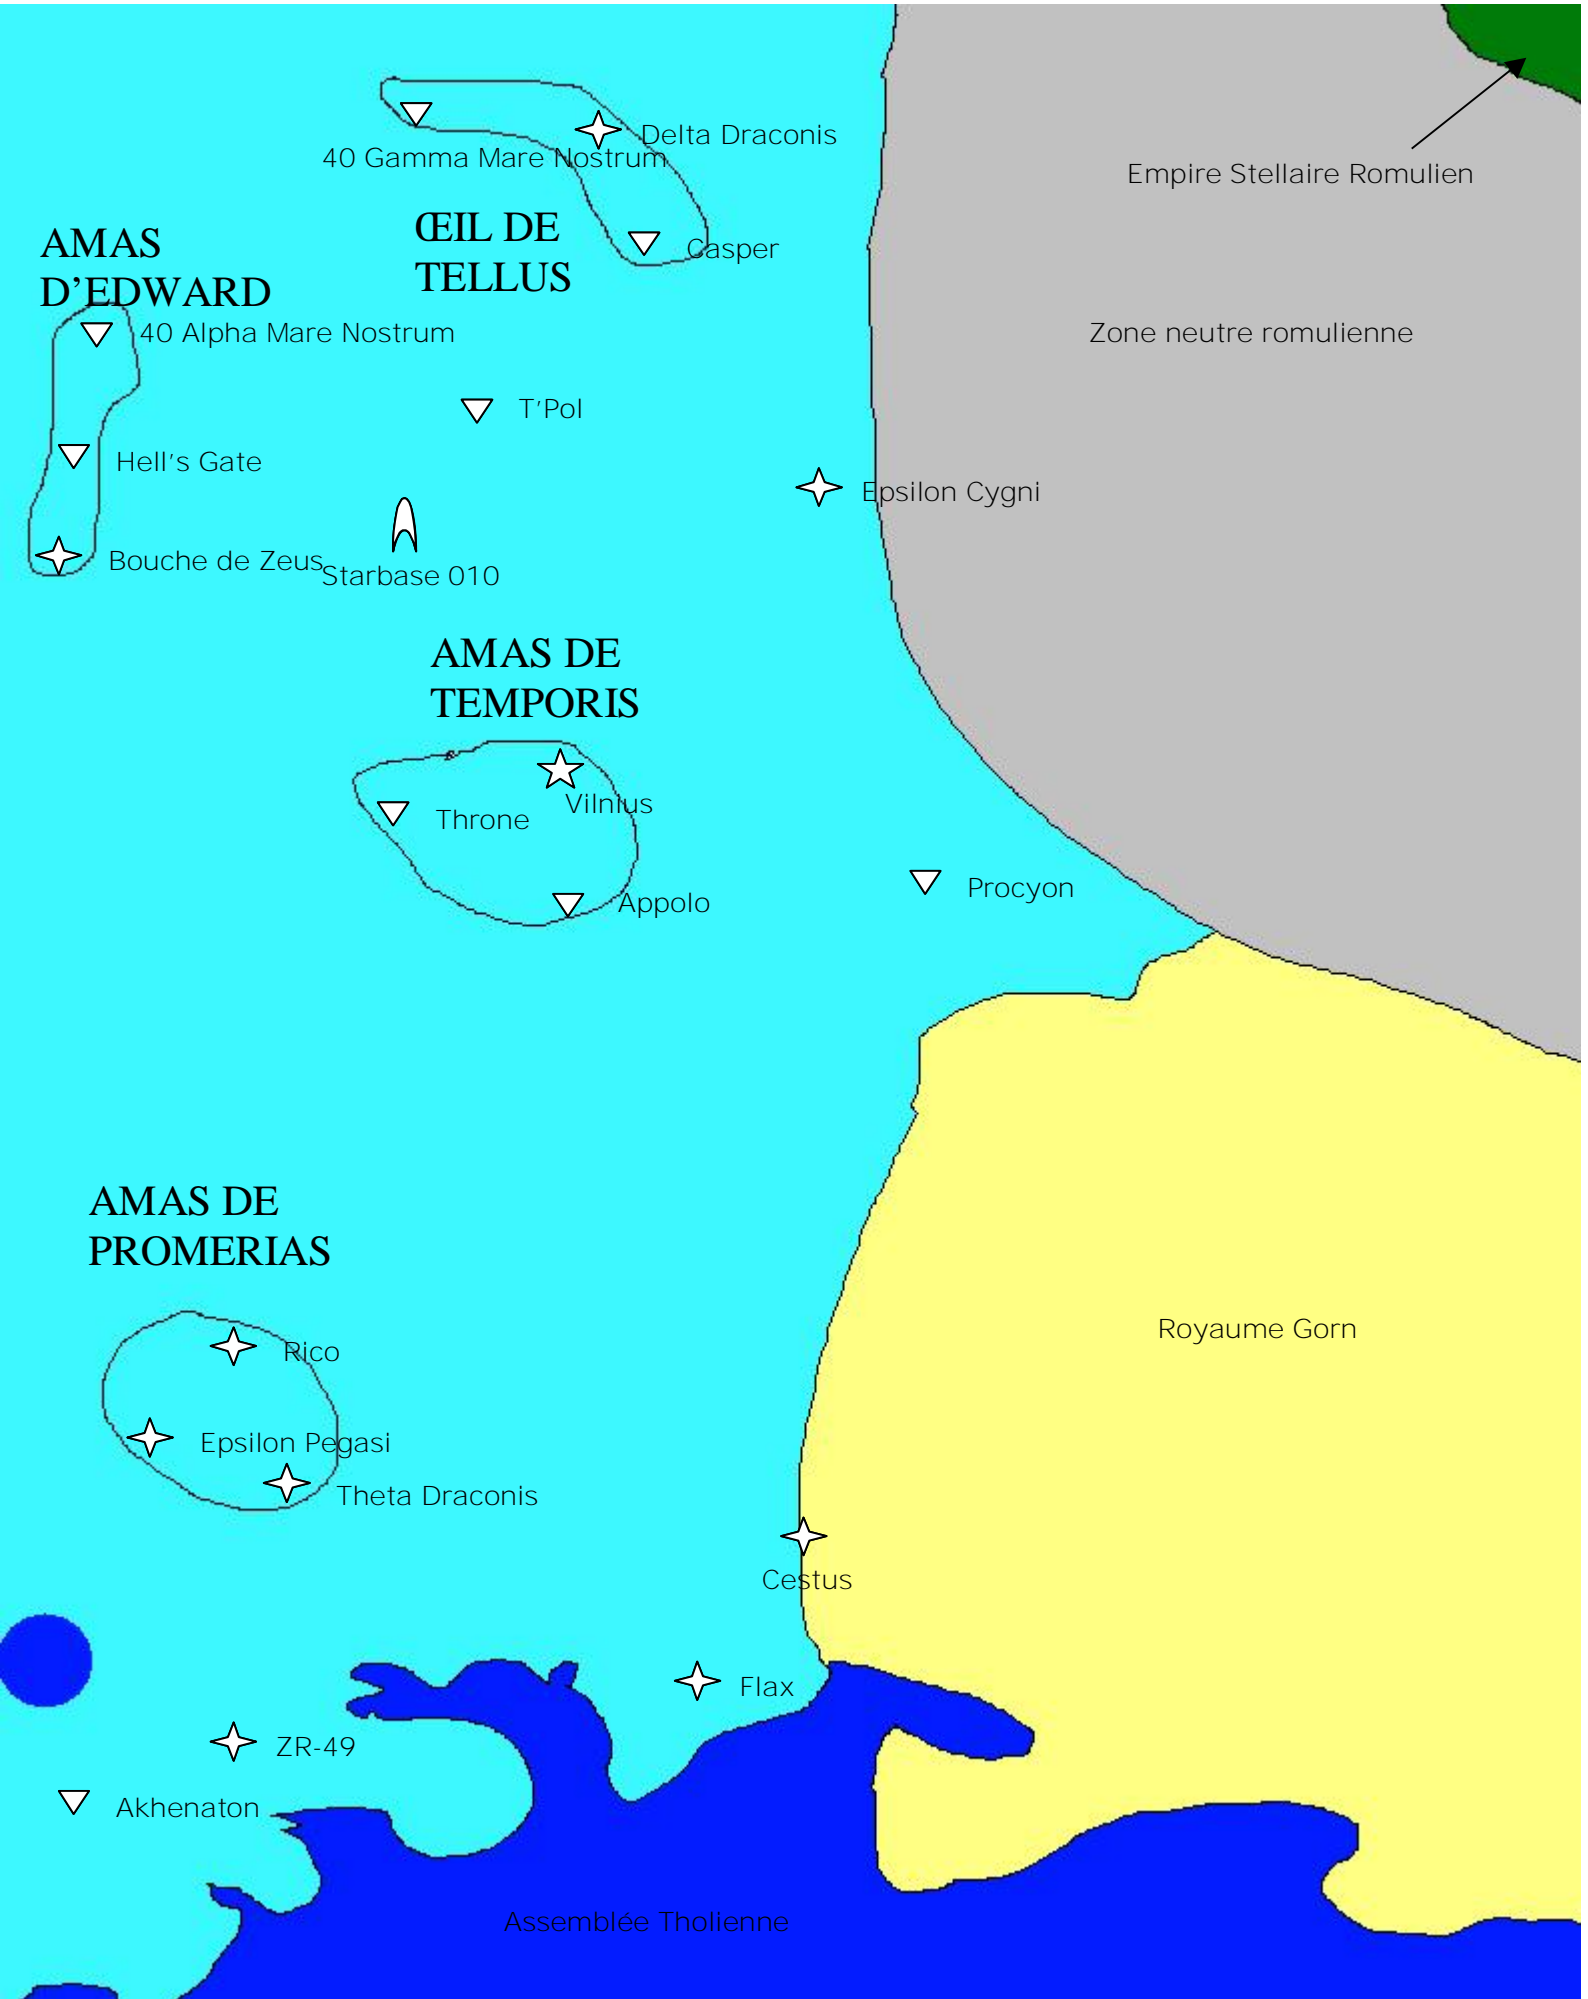 Delta Draconis
40 Gamma Mare Nostrum
Empire Stellaire Romulien
ŒIL DE
TELLUS
Casper
AMAS
D’EDWARD
40 Alpha Mare Nostrum
Zone neutre romulienne
T’Pol
Hell’s Gate
Epsilon Cygni
Bouche de Zeus
Starbase 010
AMAS DE
TEMPORIS
Vilnius
Throne
Procyon
Appolo
AMAS DE
PROMERIAS
Royaume Gorn
Rico
Epsilon Pegasi
Theta Draconis
Cestus
Flax
ZR-49
Akhenaton
Assemblée Tholienne